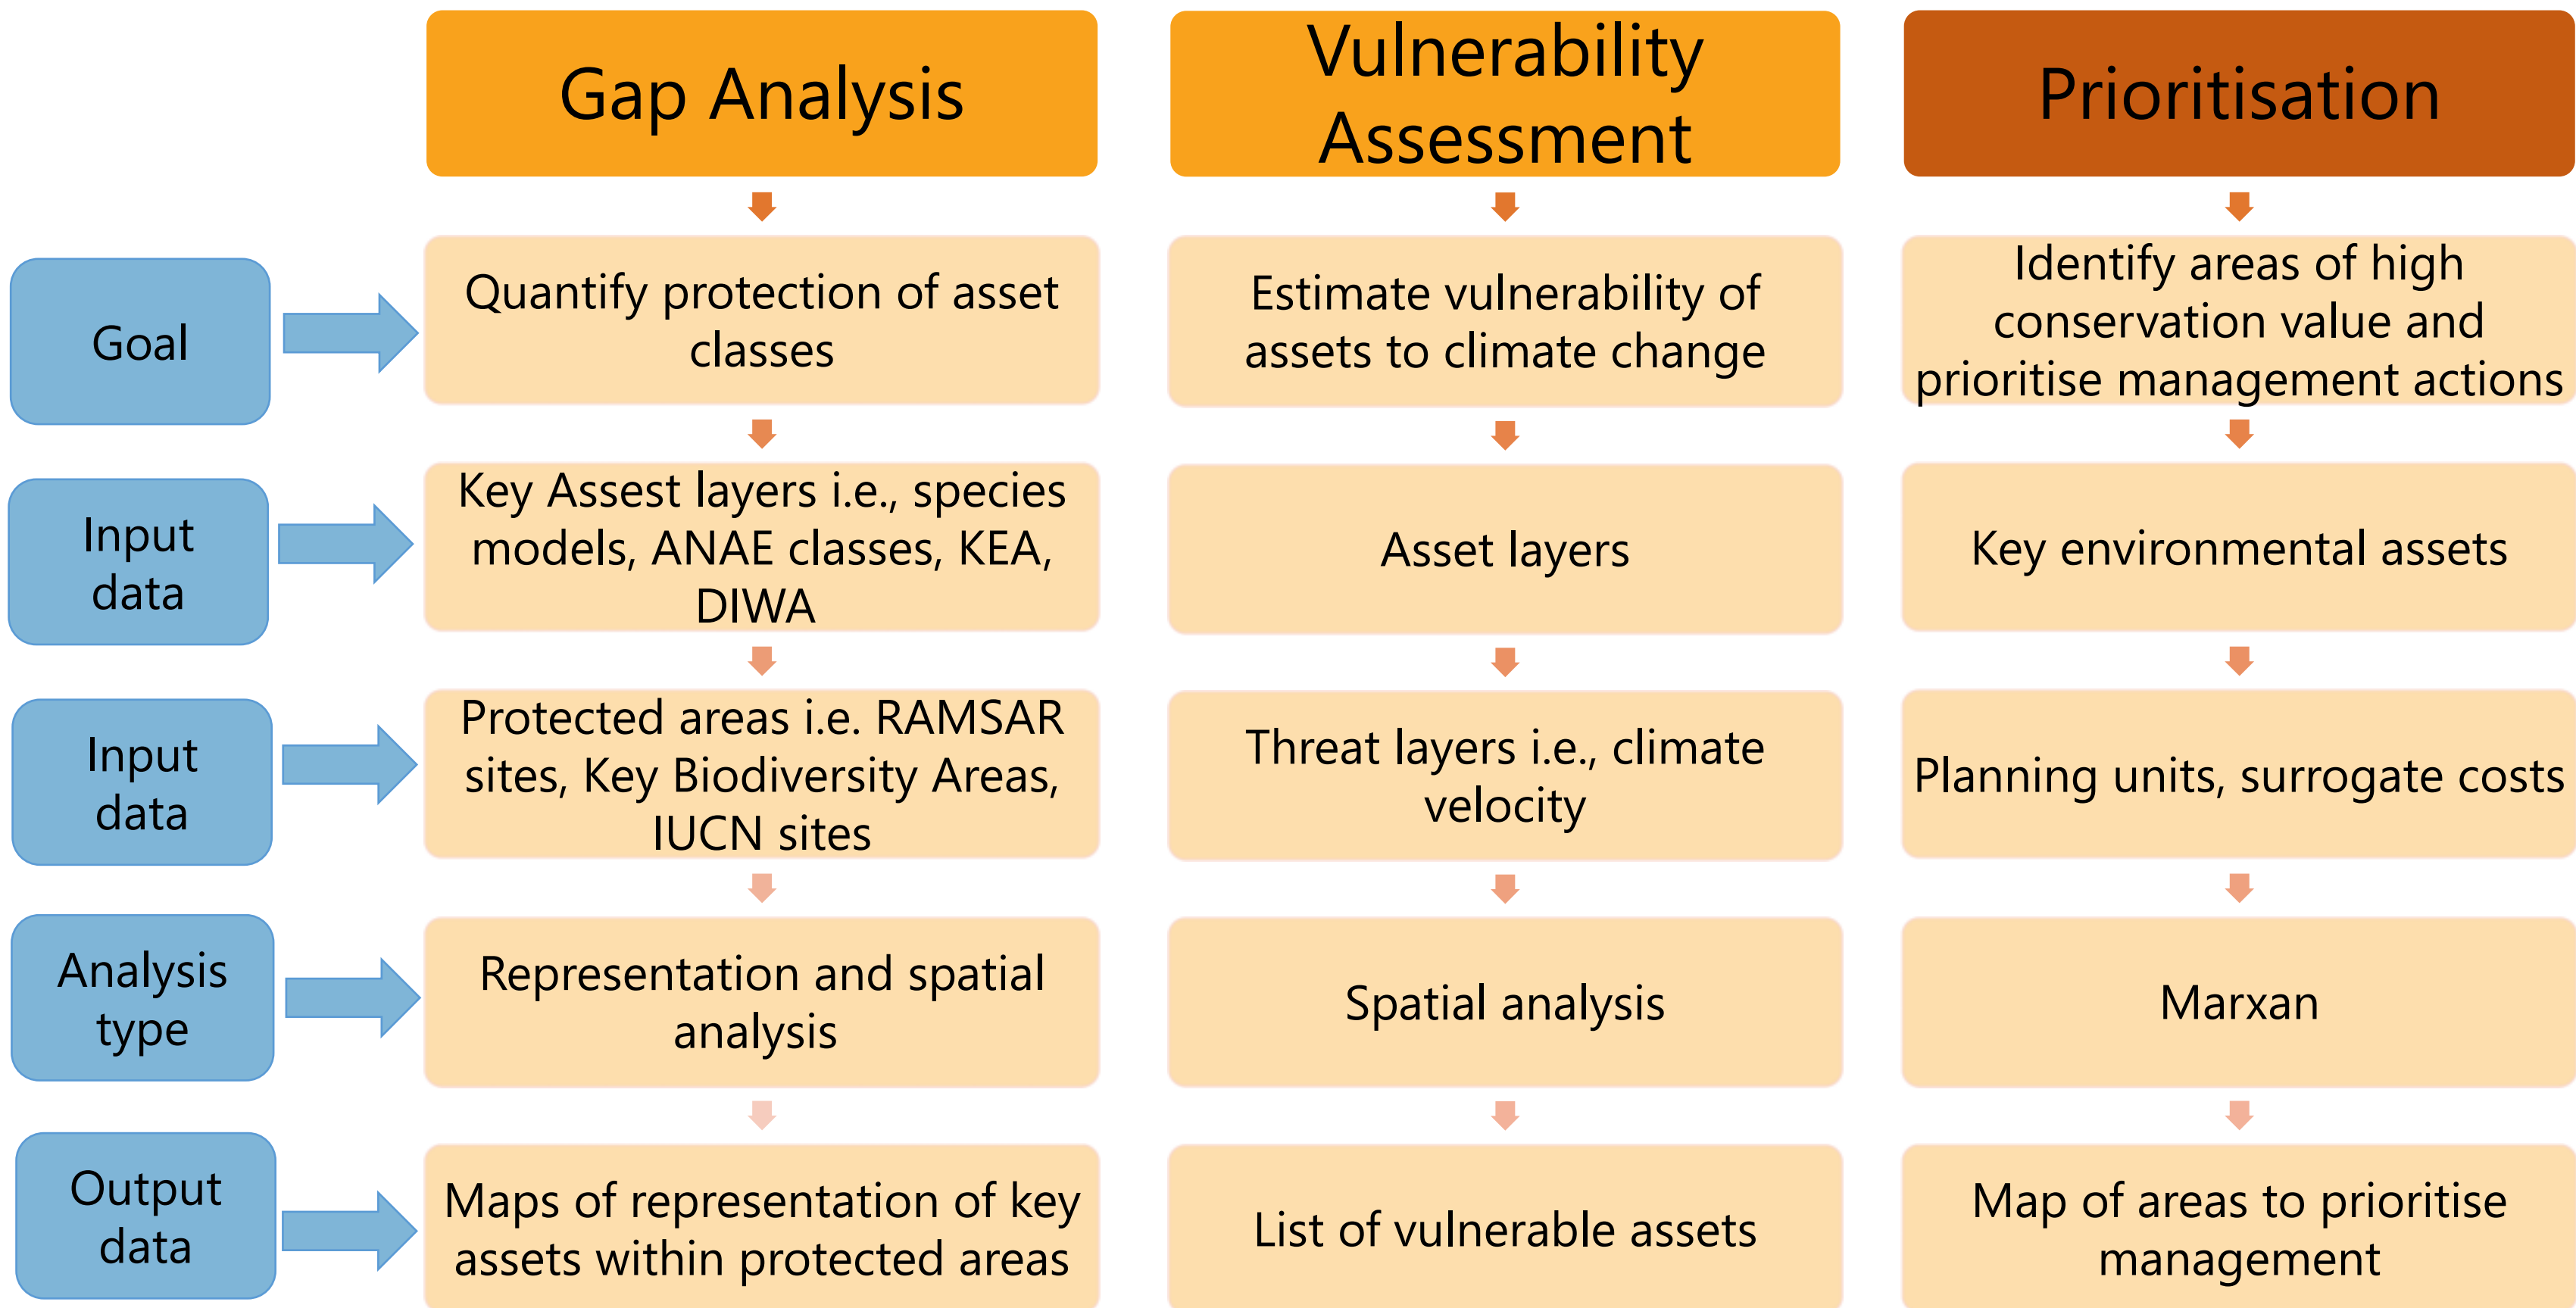 Gap Analysis
Vulnerability
Assessment
Prioritisation
Goal
Quantify protection of asset
classes
Estimate vulnerability of
assets to climate change
Identify areas of high
conservation value and
prioritise management actions
Input
data
Key Assest layers i.e., species
models, ANAE classes, KEA,
DIWA
Asset layers
Key environmental assets
Input
data
Protected areas i.e. RAMSAR
sites, Key Biodiversity Areas,
IUCN sites
Threat layers i.e., climate
velocity
Planning units, surrogate costs
Analysis
type
Representation and spatial
analysis
Spatial analysis
Marxan
Output
data
Maps of representation of key
assets within protected areas
List of vulnerable assets
Map of areas to prioritise
management